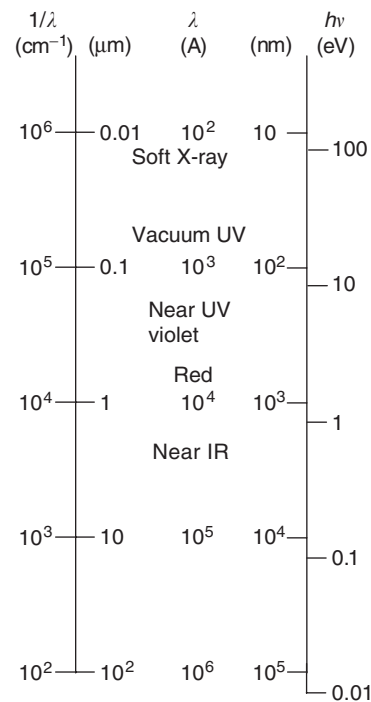 1/λ λ hν
(cm⁻¹) (μm) (A) (nm) (eV)
10⁶ 0.01 10² 10
100
Soft X-ray
Vacuum UV
10⁵ 0.1 10³ 10²
10
Near UV
violet
Red
10⁴ 1 10⁴ 10³
1
Near IR
10³ 10 10⁵ 10⁴
0.1
10² 10² 10⁶ 10⁵
0.01